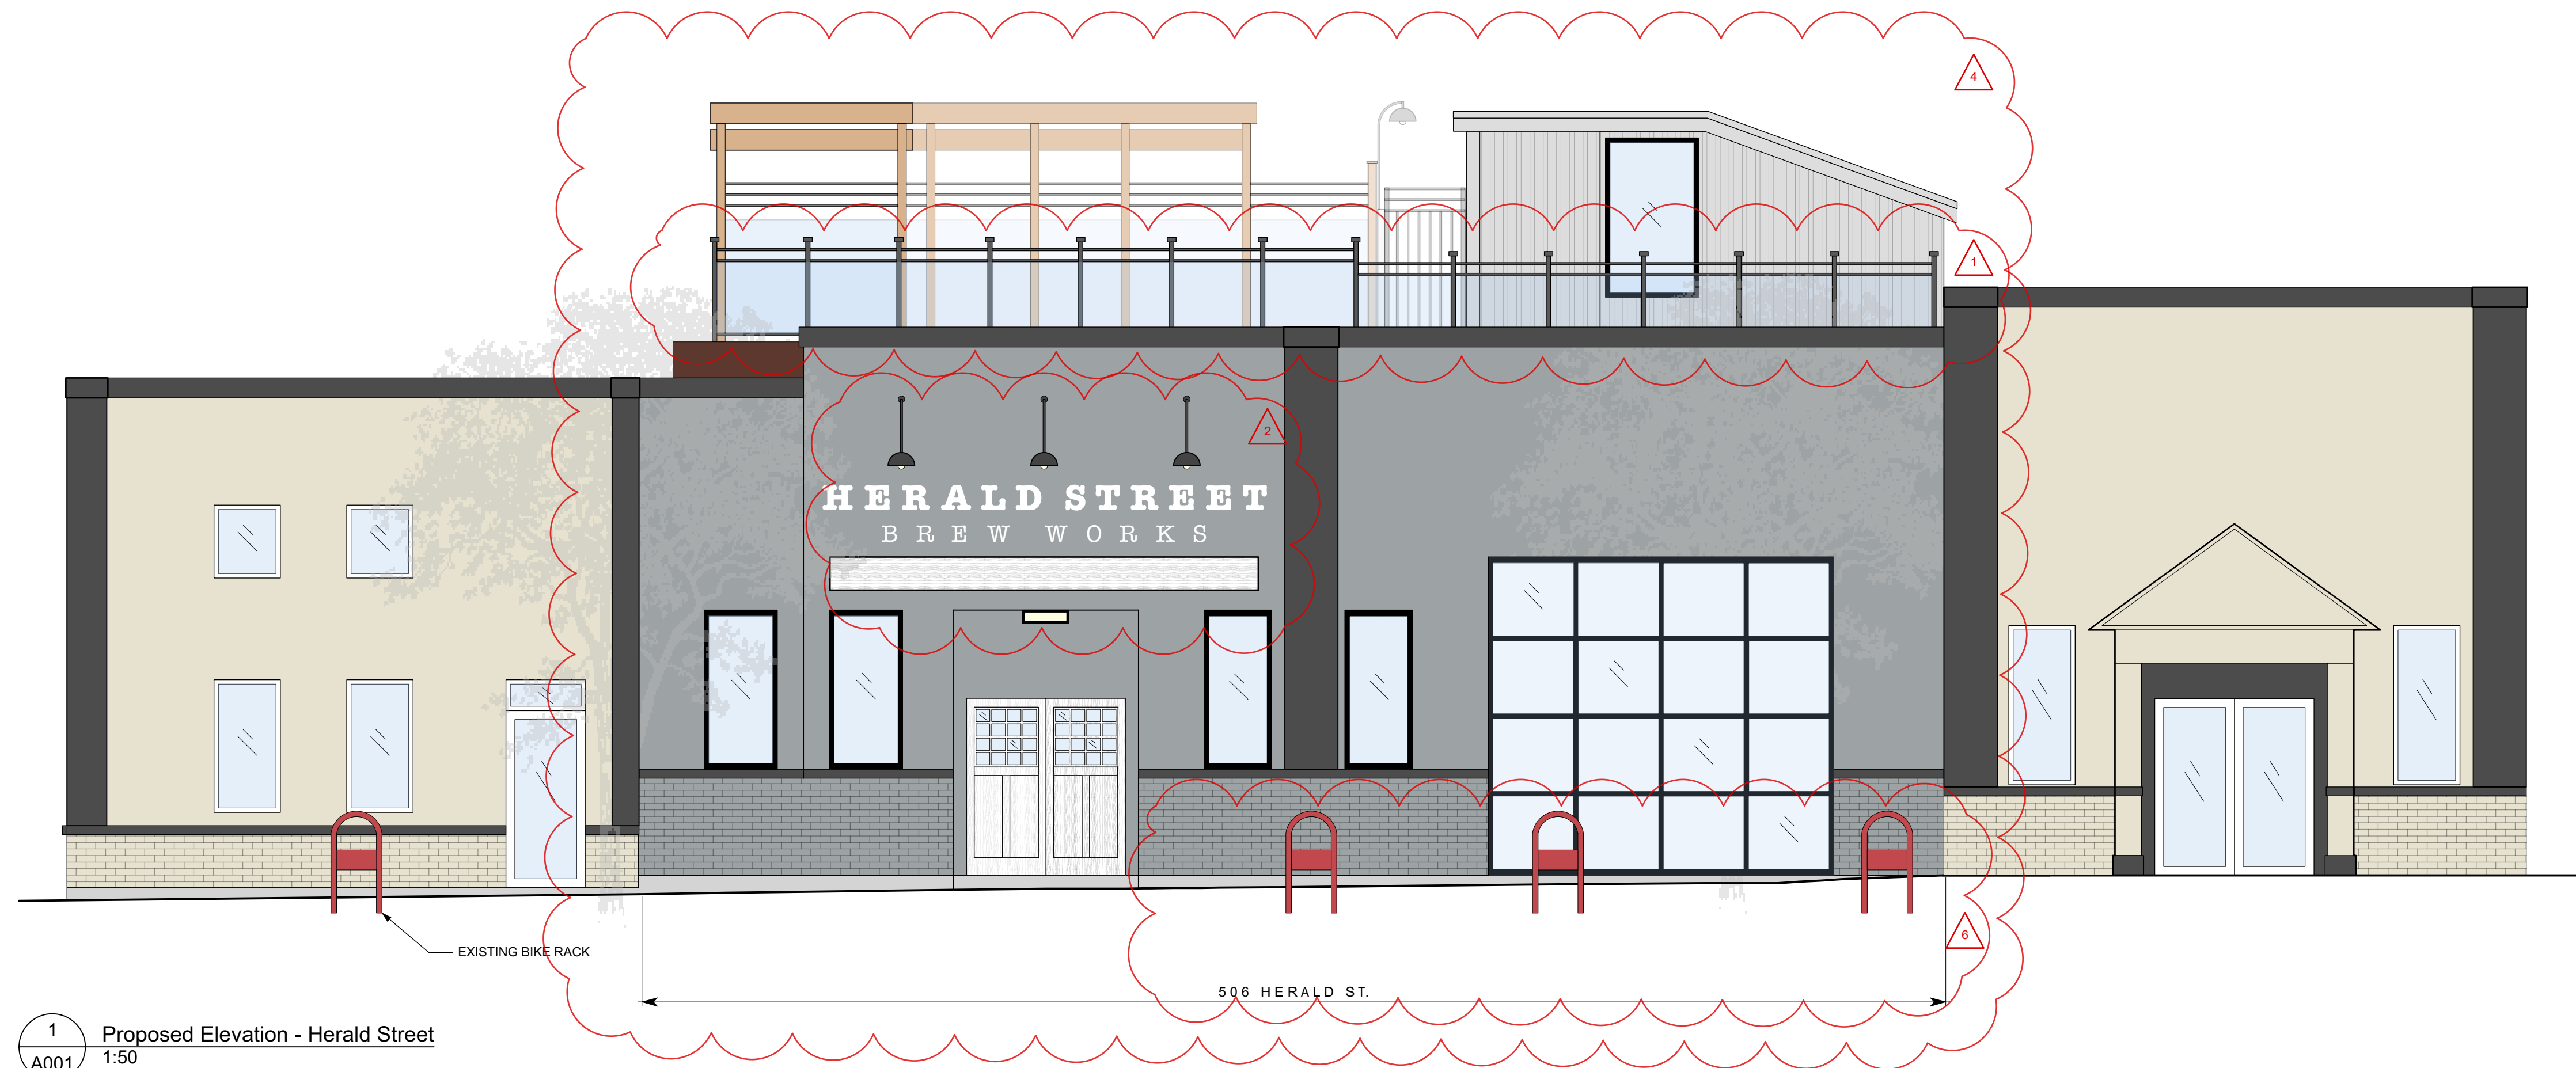 4
1
2
HERALD STREET
BREW WORKS
6
EXISTING BIKE RACK
506 HERALD ST.
1
A001
Proposed Elevation - Herald Street
1:50